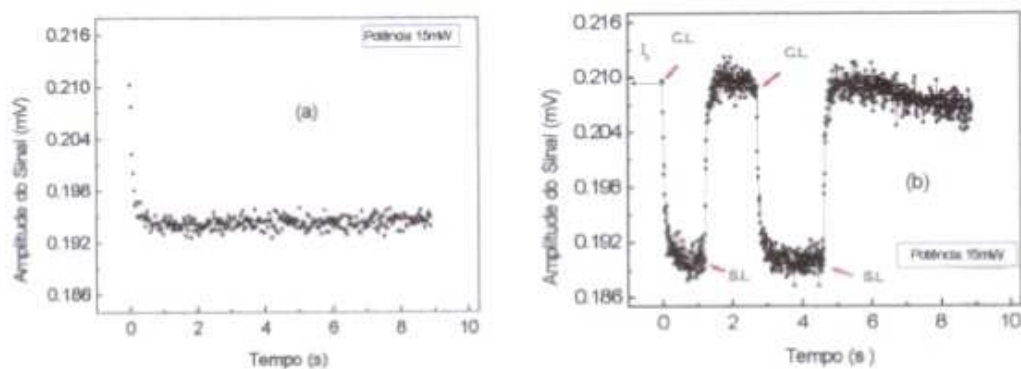 0.216
0.210
0.204
0.198
0.192
0.186
Amplitude do Sinal (mV)
Potência 15mW
(a)
0 2 4 6 8 10
Tempo (s)
0.216
0.210
0.204
0.198
0.192
0.186
Amplitude do Sinal (mV)
C.L.
C.L.
S.L.
S.L.
(b)
Potência 15mW
0 2 4 6 8 10
Tempo (s)